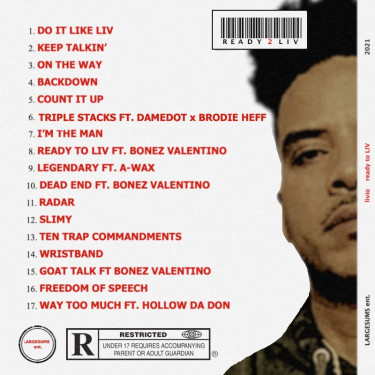 READY 2 LIV
1. DO IT LIKE LIV
2. KEEP TALKIN'
3. ON THE WAY
4. BACKDOWN
5. COUNT IT UP
6. TRIPLE STACKS FT. DAMEDOT x BRODIE HEFF
7. I'M THE MAN
8. READY TO LIV FT. BONEZ VALENTINO
9. LEGENDARY FT. A-WAX
10. DEAD END FT. BONEZ VALENTINO
11. RADAR
12. SLIMY
13. TEN TRAP COMMANDMENTS
14. WRISTBAND
15. GOAT TALK FT BONEZ VALENTINO
16. FREEDOM OF SPEECH
17. WAY TOO MUCH FT. HOLLOW DA DON
LARGESUMS
ent.
R
RESTRICTED
UNDER 17 REQUIRES ACCOMPANYING
PARENT OR ADULT GUARDIAN
®
2021
livio ready to LIV
LARGESUMS ent.